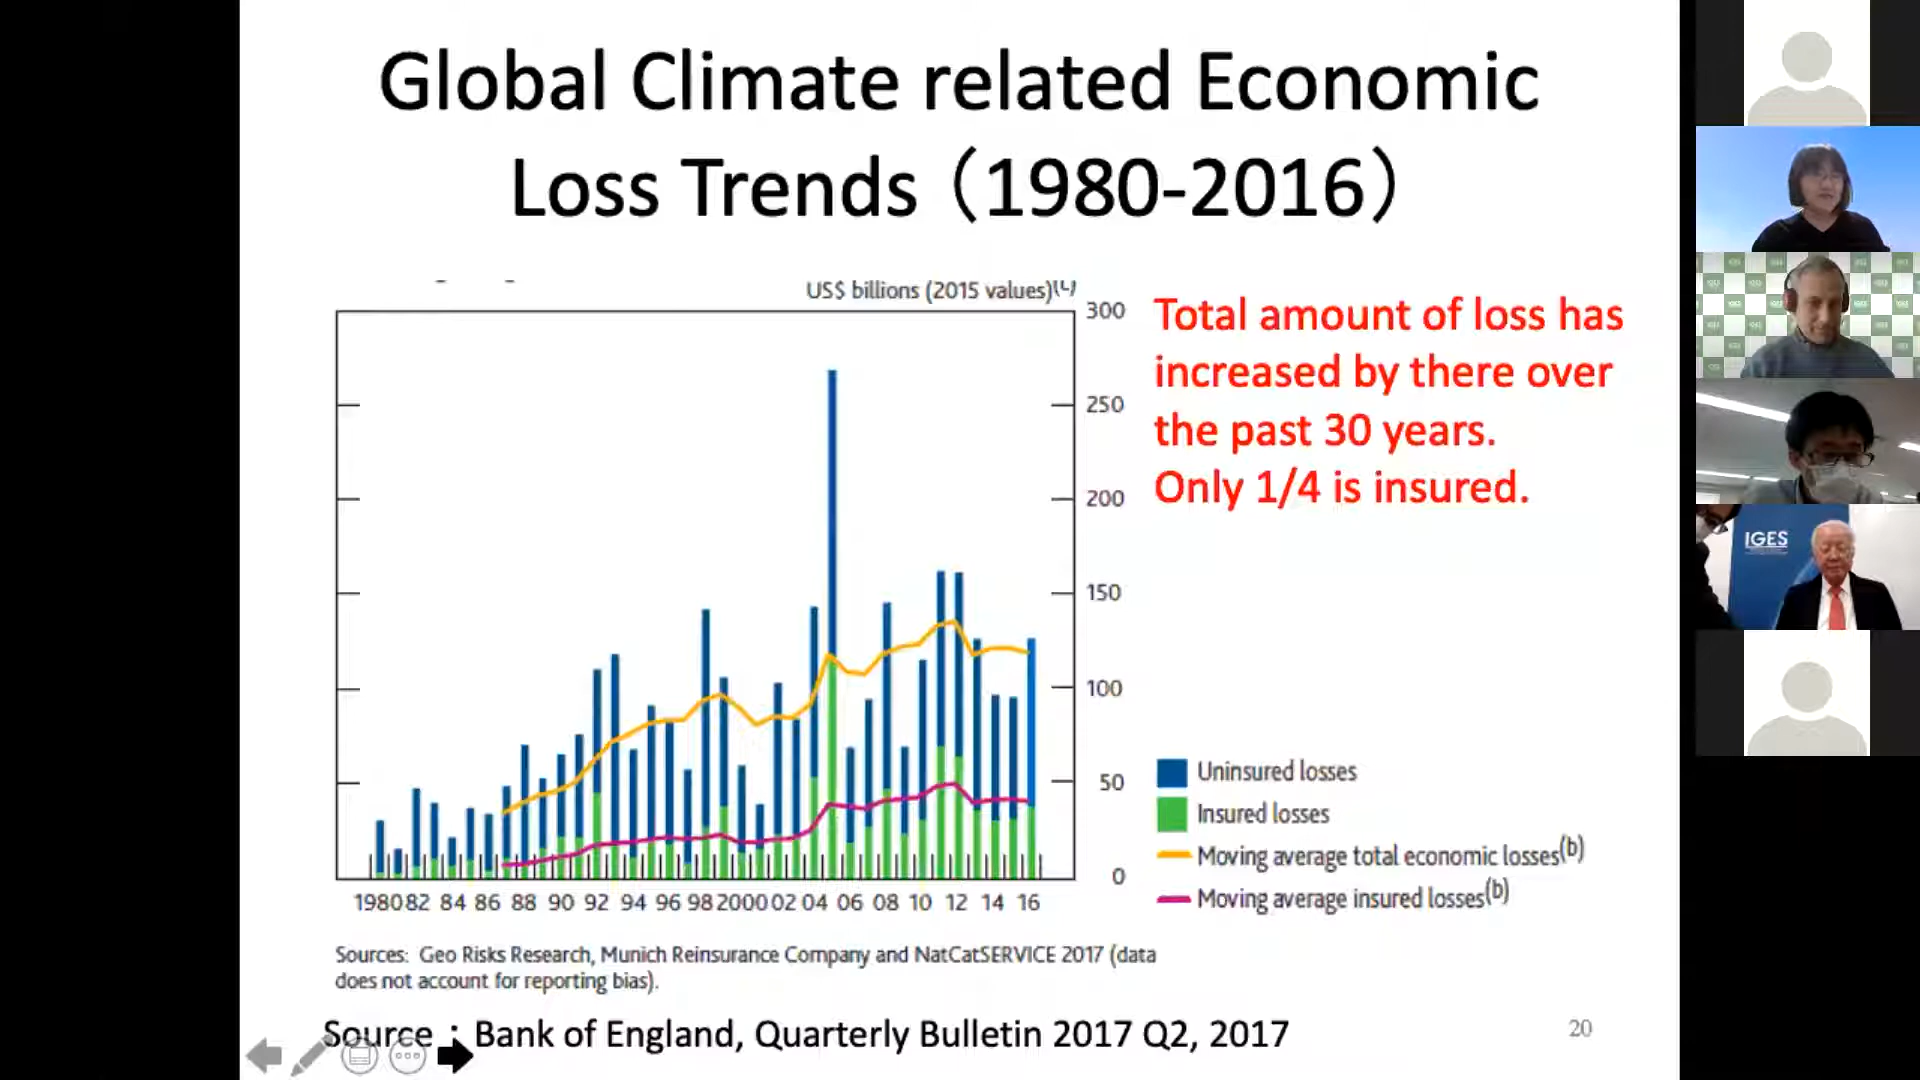 Global Climate related Economic
Loss Trends（1980-2016）
US$ billions (2015 values)(c)
300
250
200
150
100
50
0
1980 82 84 86 88 90 92 94 96 98 2000 02 04 06 08 10 12 14 16
Total amount of loss has
increased by there over
the past 30 years.
Only 1/4 is insured.
Uninsured losses
Insured losses
Moving average total economic losses(b)
Moving average insured losses(b)
Sources: Geo Risks Research, Munich Reinsurance Company and NatCatSERVICE 2017 (data
does not account for reporting bias).
Source：Bank of England, Quarterly Bulletin 2017 Q2, 2017
20
IGES